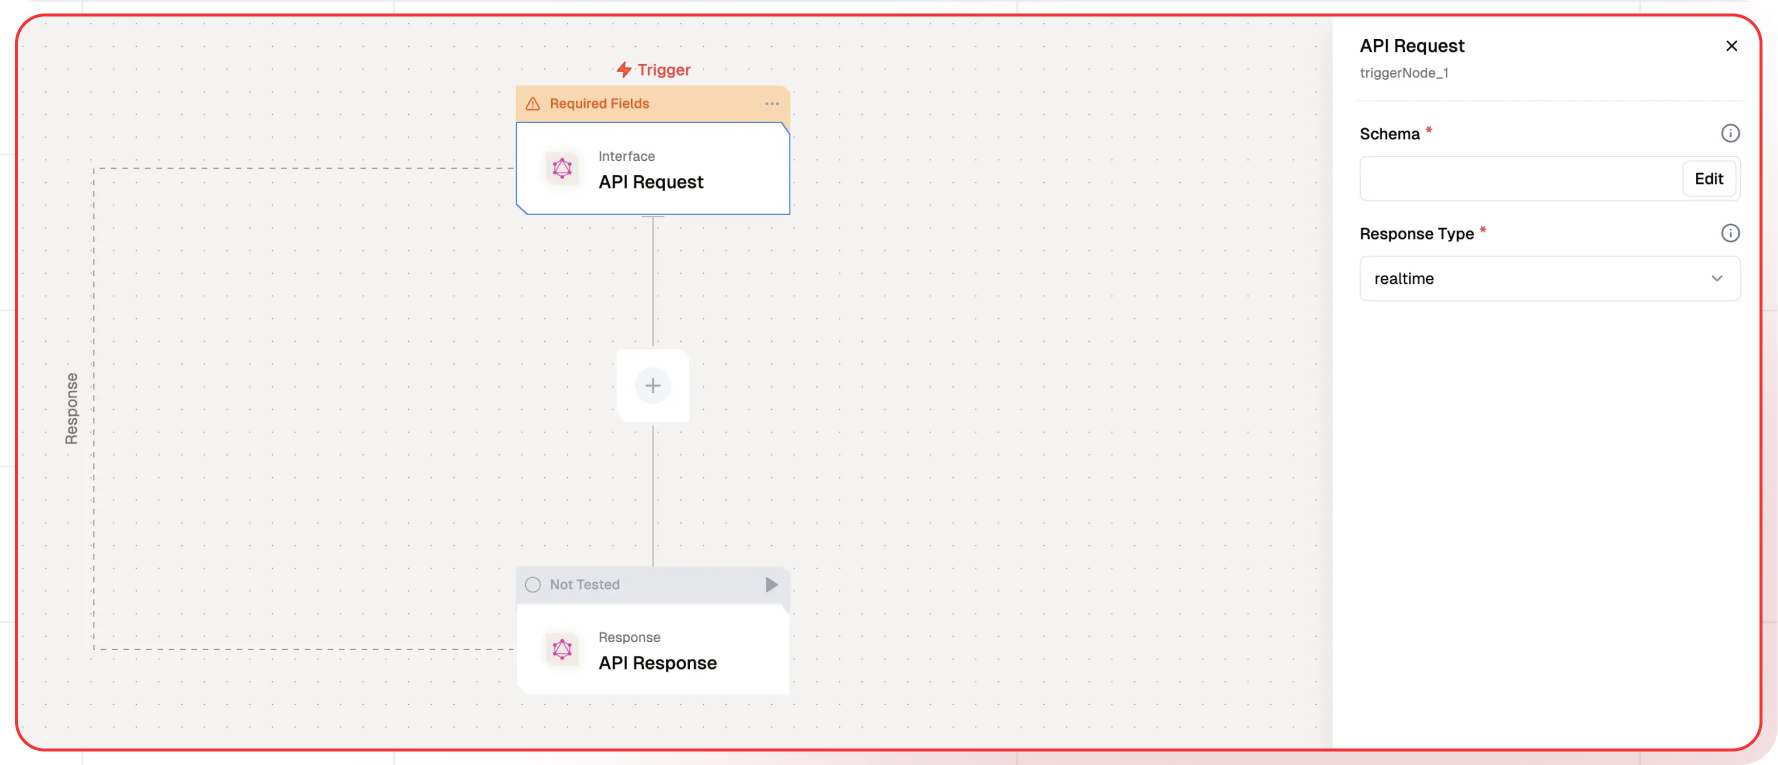 Trigger
Required Fields
Interface
API Request
Response
Not Tested
Response
API Response
API Request
triggerNode_1
Schema *
Edit
Response Type *
realtime